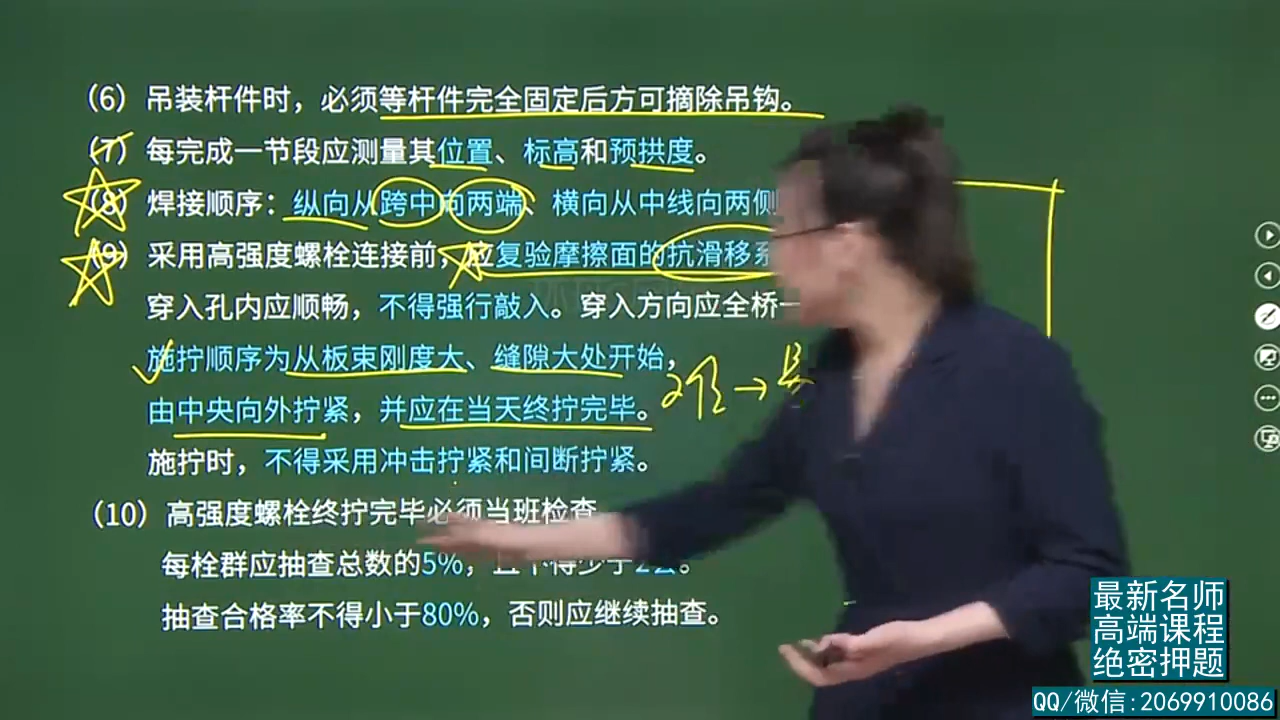 (6) 吊装杆件时，必须等杆件完全固定后方可摘除吊钩。
(7) 每完成一节段应测量其位置、标高和预拱度。
(8) 焊接顺序：纵向从跨中向两端、横向从中线向两侧
(9) 采用高强度螺栓连接前，应复验摩擦面的抗滑移系
穿入孔内应顺畅，不得强行敲入。穿入方向应全桥一
施拧顺序为从板束刚度大、缝隙大处开始，
由中央向外拧紧，并应在当天终拧完毕。
施拧时，不得采用冲击拧紧和间断拧紧。
(10) 高强度螺栓终拧完毕必须当班检查
每栓群应抽查总数的5%，且不得少于2套。
抽查合格率不得小于80%，否则应继续抽查。
最新名师
高端课程
绝密押题
QQ/微信:2069910086